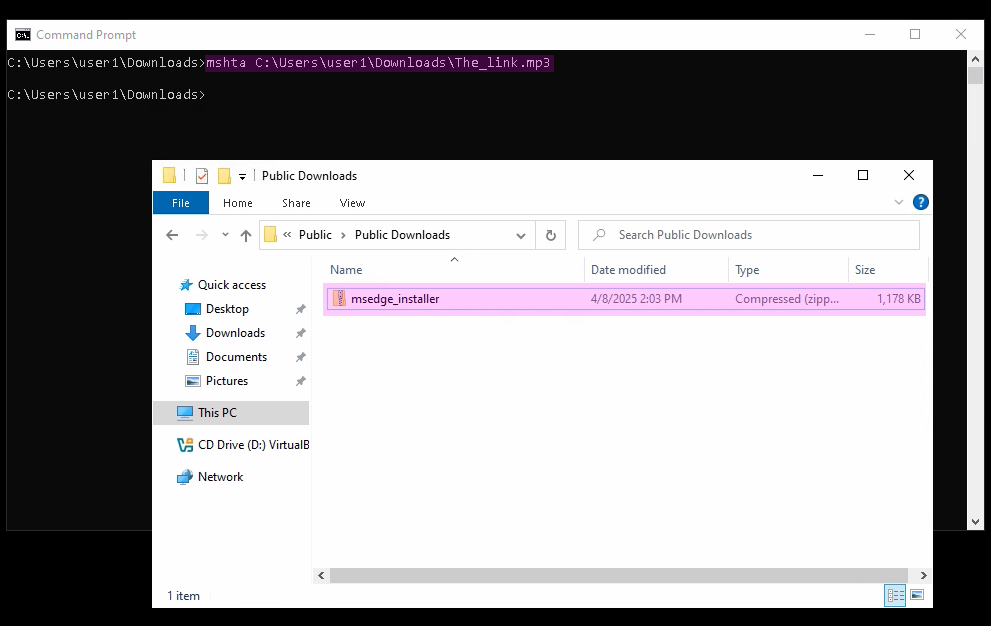 Command Prompt
C:\Users\user1\Downloads>mshta C:\Users\user1\Downloads\The_link.mp3
C:\Users\user1\Downloads>
Public Downloads
File Home Share View
« Public > Public Downloads Search Public Downloads
Name Date modified Type Size
msedge_installer 4/8/2025 2:03 PM Compressed (zipp... 1,178 KB
Quick access
Desktop
Downloads
Documents
Pictures
This PC
CD Drive (D:) VirtualB
Network
1 item